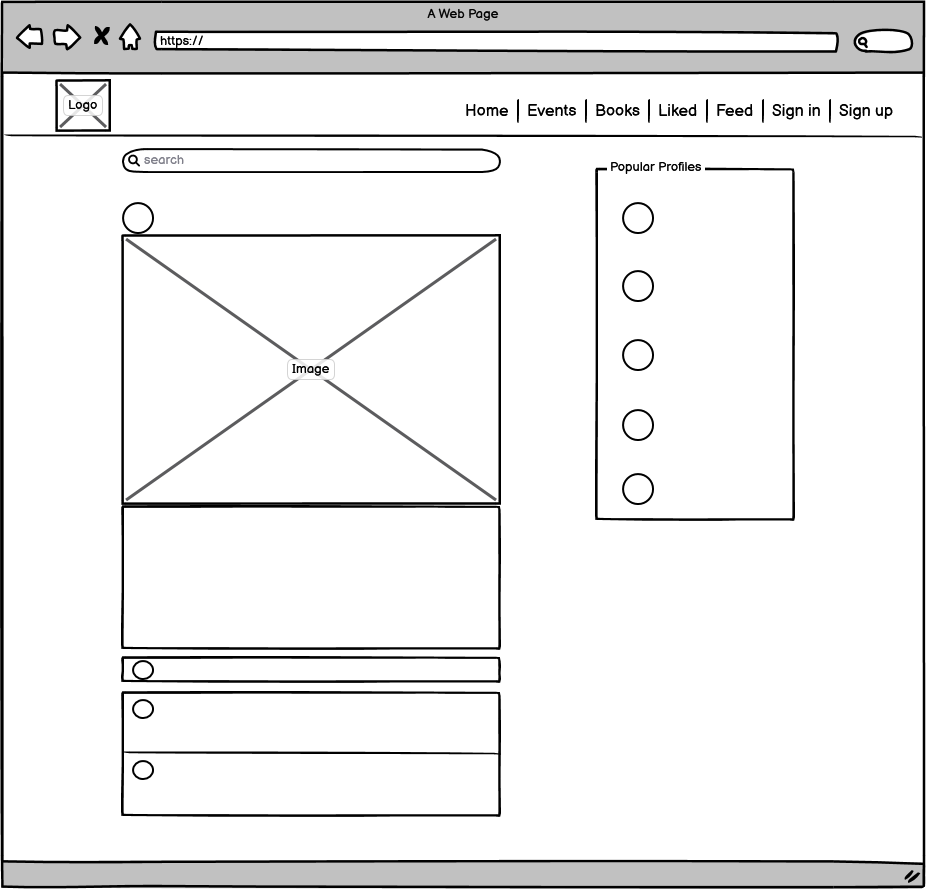 A Web Page
https://
Logo
Home | Events | Books | Liked | Feed | Sign in | Sign up
search
Popular Profiles
Image